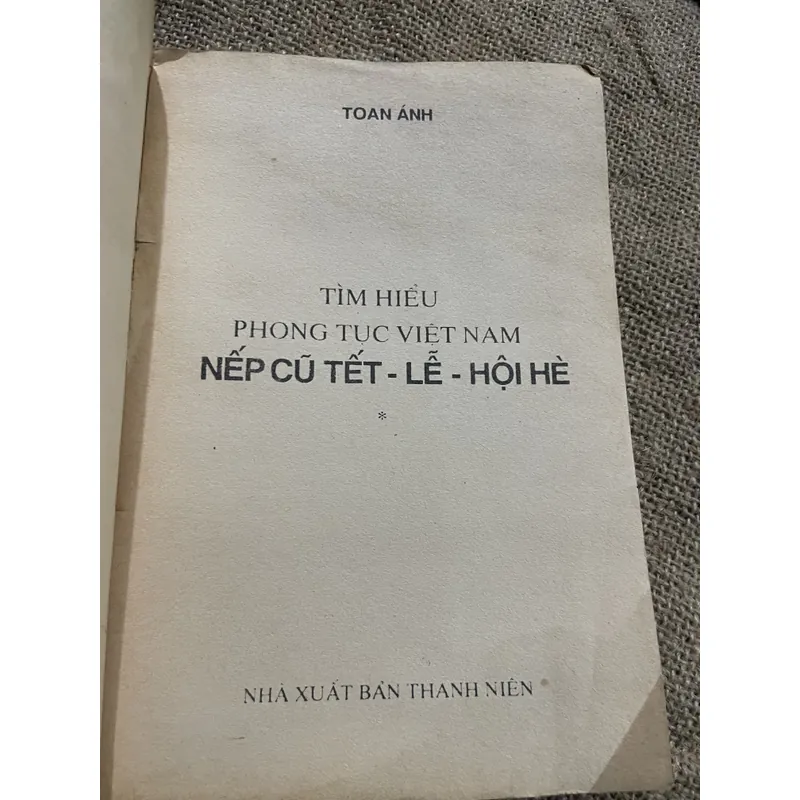 TOAN ÁNH
TÌM HIỂU
PHONG TỤC VIỆT NAM
NẾP CŨ TẾT - LỄ - HỘI HÈ
*
NHÀ XUẤT BẢN THANH NIÊN